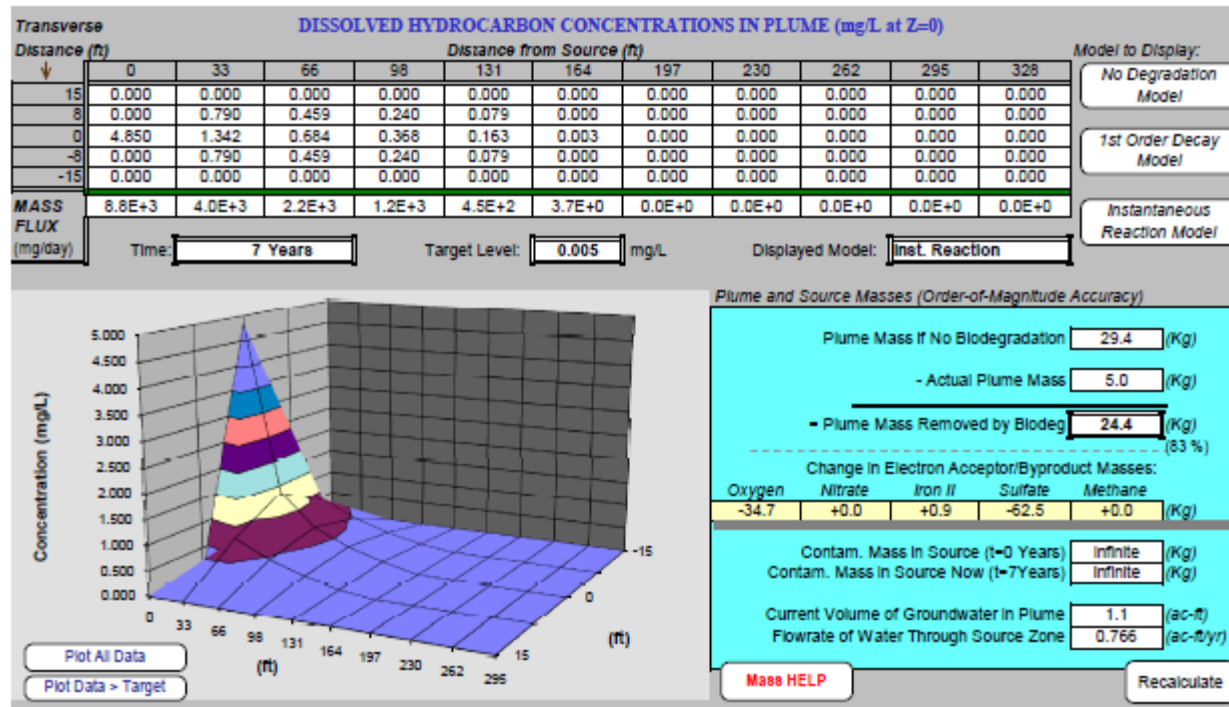 Transverse DISSOLVED HYDROCARBON CONCENTRATIONS IN PLUME (mg/L at Z=0)
Distance (ft) Distance from Source (ft) Model to Display:
0 33 66 98 131 164 197 230 262 295 328
No Degradation
Model
15 0.000 0.000 0.000 0.000 0.000 0.000 0.000 0.000 0.000 0.000 0.000
8 0.000 0.790 0.459 0.240 0.079 0.000 0.000 0.000 0.000 0.000 0.000
0 4.850 1.342 0.684 0.368 0.163 0.003 0.000 0.000 0.000 0.000 0.000
-8 0.000 0.790 0.459 0.240 0.079 0.000 0.000 0.000 0.000 0.000 0.000
-15 0.000 0.000 0.000 0.000 0.000 0.000 0.000 0.000 0.000 0.000 0.000
1st Order Decay
Model
MASS 8.8E+3 4.0E+3 2.2E+3 1.2E+3 4.5E+2 3.7E+0 0.0E+0 0.0E+0 0.0E+0 0.0E+0 0.0E+0
FLUX
(mg/day) Time: 7 Years Target Level: 0.005 mg/L Displayed Model: Inst. Reaction
Instantaneous
Reaction Model
5.000
4.500
4.000
3.500
3.000
2.500
2.000
1.500
1.000
0.500
0.000
Concentration (mg/L)
0 33 66 98 131 164 197 230 262 295
(ft)
-15
0
15
(ft)
Plot All Data
Plot Data > Target
Plume and Source Masses (Order-of-Magnitude Accuracy)
Plume Mass If No Biodegradation 29.4 (Kg)
- Actual Plume Mass 5.0 (Kg)
= Plume Mass Removed by Biodeg 24.4 (Kg)
(83 %)
Change in Electron Acceptor/Byproduct Masses:
Oxygen Nitrate Iron II Sulfate Methane
-34.7 +0.0 +0.9 -62.5 +0.0 (Kg)
Contam. Mass in Source (t=0 Years) Infinite (Kg)
Contam. Mass in Source Now (t=7Years) Infinite (Kg)
Current Volume of Groundwater in Plume 1.1 (ac-ft)
Flowrate of Water Through Source Zone 0.766 (ac-ft/yr)
Mass HELP
Recalculate